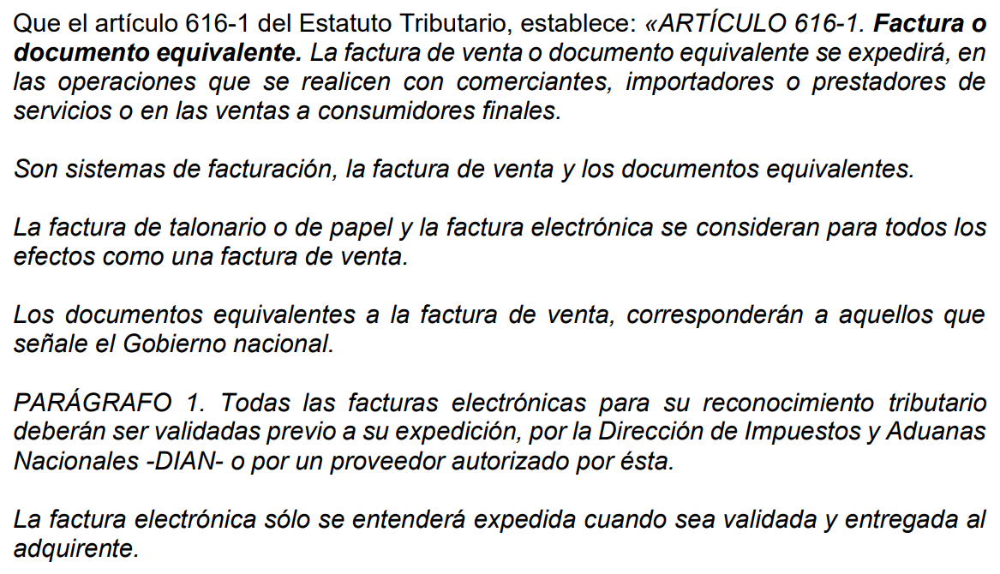 Que el artículo 616-1 del Estatuto Tributario, establece: «ARTÍCULO 616-1. Factura o
documento equivalente. La factura de venta o documento equivalente se expedirá, en
las operaciones que se realicen con comerciantes, importadores o prestadores de
servicios o en las ventas a consumidores finales.
Son sistemas de facturación, la factura de venta y los documentos equivalentes.
La factura de talonario o de papel y la factura electrónica se consideran para todos los
efectos como una factura de venta.
Los documentos equivalentes a la factura de venta, corresponderán a aquellos que
señale el Gobierno nacional.
PARÁGRAFO 1. Todas las facturas electrónicas para su reconocimiento tributario
deberán ser validadas previo a su expedición, por la Dirección de Impuestos y Aduanas
Nacionales -DIAN- o por un proveedor autorizado por ésta.
La factura electrónica sólo se entenderá expedida cuando sea validada y entregada al
adquirente.